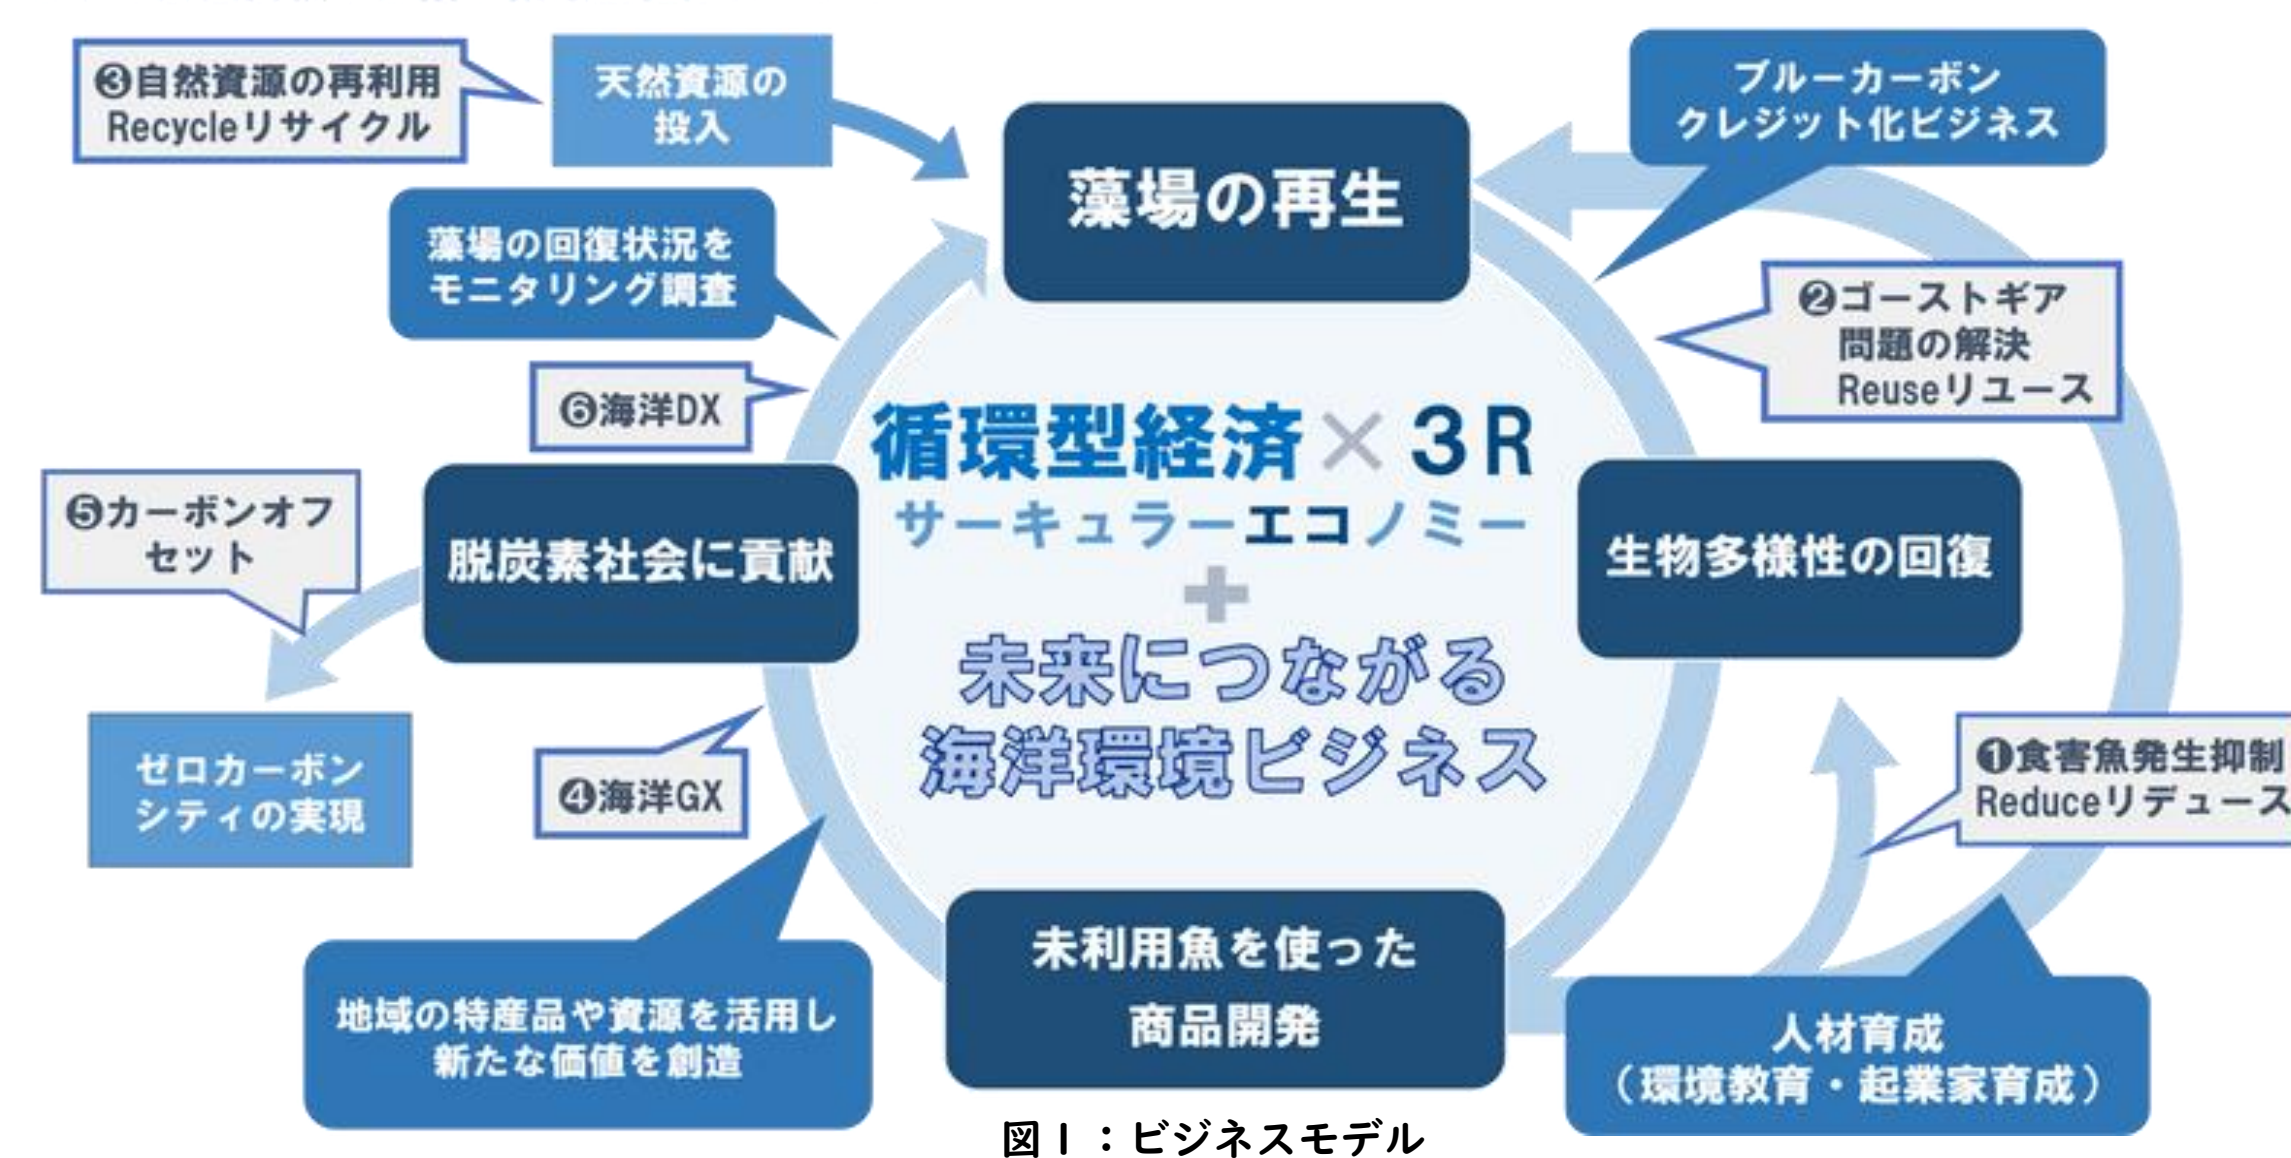 ❸自然資源の再利用
Recycleリサイクル
天然資源の
投入
藻場の再生
ブルーカーボン
クレジット化ビジネス
藻場の回復状況を
モニタリング調査
❷ゴーストギア
問題の解決
Reuseリユース
❻海洋DX
循環型経済×3R
サーキュラーエコノミー
+
未来につながる
海洋環境ビジネス
❺カーボンオフ
セット
脱炭素社会に貢献
生物多様性の回復
ゼロカーボン
シティの実現
❹海洋GX
❶食害魚発生抑制
Reduceリデュース
地域の特産品や資源を活用し
新たな価値を創造
未利用魚を使った
商品開発
人材育成
（環境教育・起業家育成）
図1：ビジネスモデル